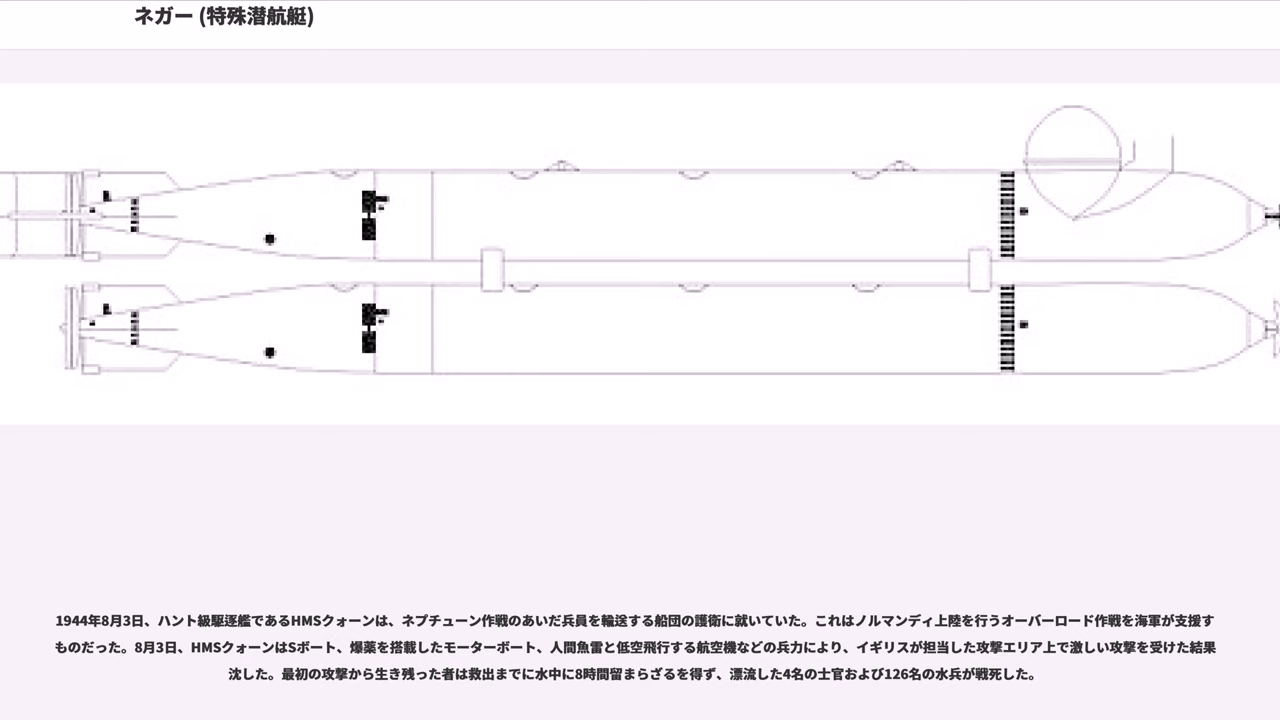 ネガー (特殊潜航艇)
1944年8月3日、ハント級駆逐艦であるHMSクォーンは、ネプチューン作戦のあいだ兵員を輸送する船団の護衛に就いていた。これはノルマンディ上陸を行うオーバーロード作戦を海軍が支援す
ものだった。8月3日、HMSクォーンはSボート、爆薬を搭載したモーターボート、人間魚雷と低空飛行する航空機などの兵力により、イギリスが担当した攻撃エリア上で激しい攻撃を受けた結果
沈した。最初の攻撃から生き残った者は救出までに水中に8時間留まらざるを得ず、漂流した4名の士官および126名の水兵が戦死した。